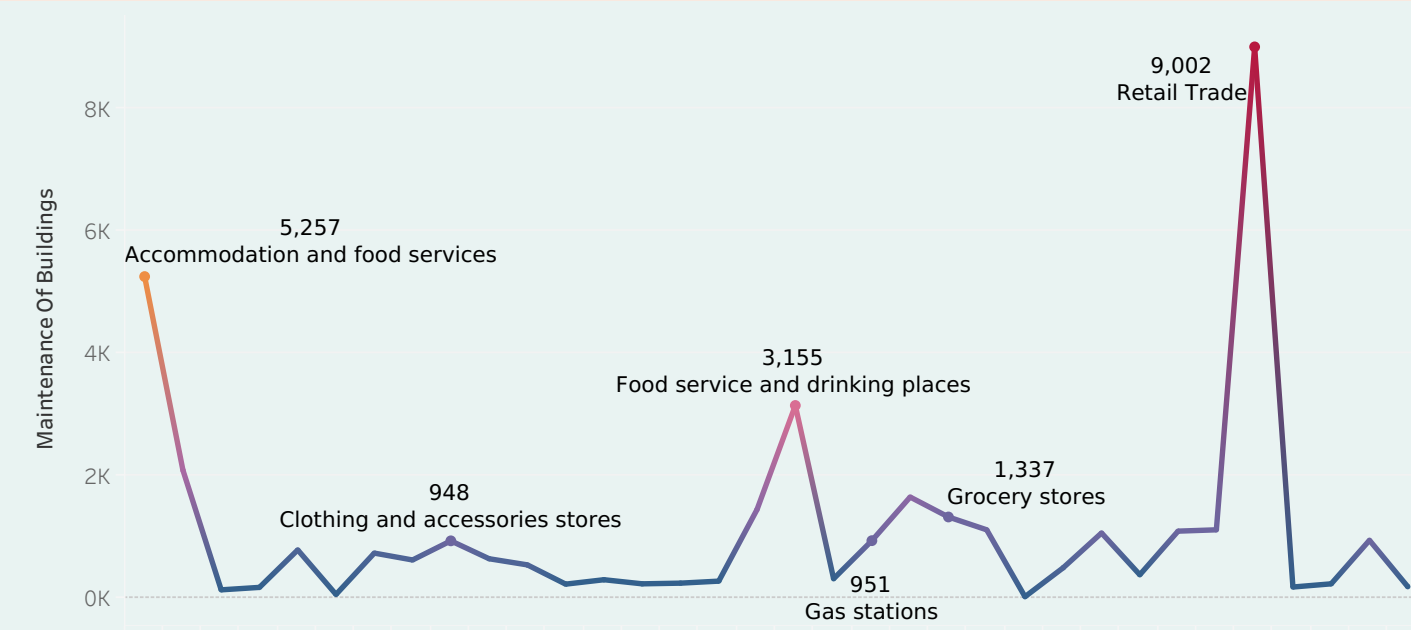 9,002
Retail Trade
8K
Maintenance Of Buildings
5,257
6K
Accommodation and food services
4K
3,155
Food service and drinking places
2K
948
Clothing and accessories stores
1,337
Grocery stores
0K
951
Gas stations